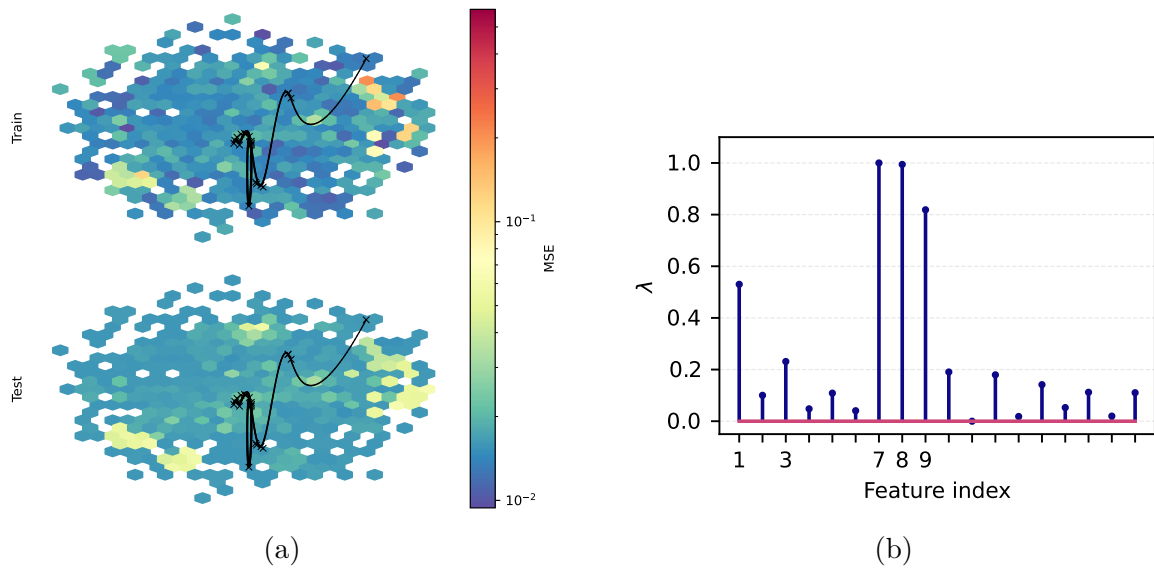 Train
Test
10⁻¹
10⁻²
MSE
(a)
1.0
0.8
0.6
0.4
0.2
0.0
λ
1 3 7 8 9
Feature index
(b)